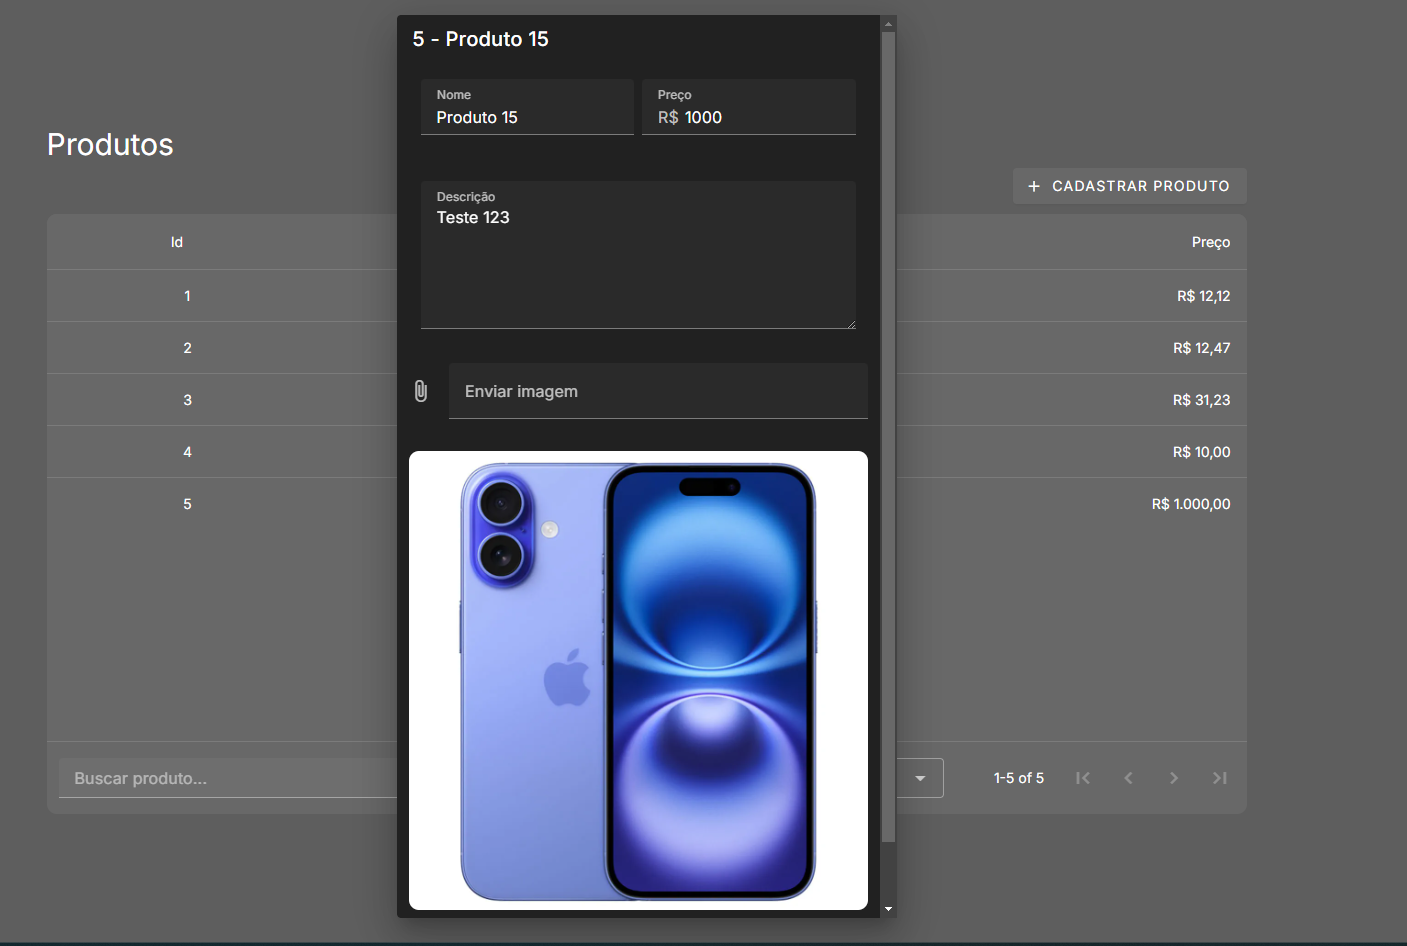 5 - Produto 15
Nome
Produto 15
Preço
R$ 1000
Descrição
Teste 123
Enviar imagem
Produtos
CADASTRAR PRODUTO
Id
Preço
1
R$ 12,12
2
R$ 12,47
3
R$ 31,23
4
R$ 10,00
5
R$ 1.000,00
Buscar produto...
1-5 of 5